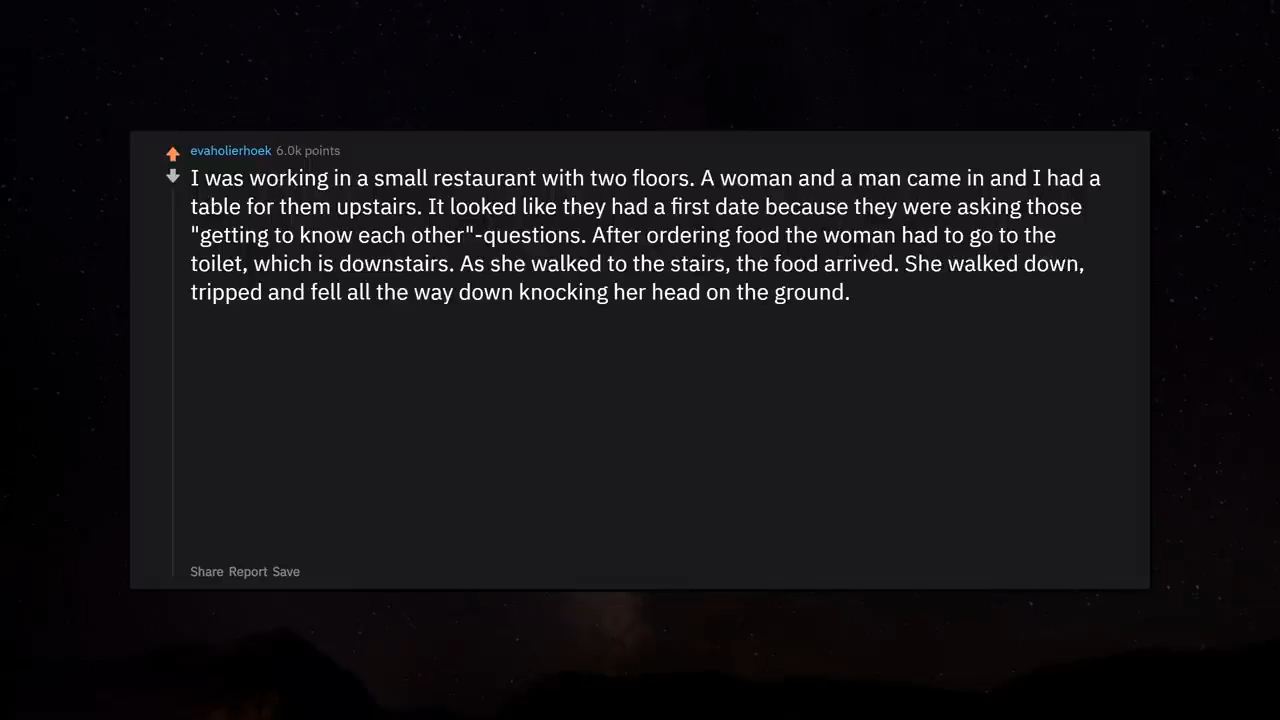 evaholierhoek 6.0k points
I was working in a small restaurant with two floors. A woman and a man came in and I had a
table for them upstairs. It looked like they had a first date because they were asking those
"getting to know each other"-questions. After ordering food the woman had to go to the
toilet, which is downstairs. As she walked to the stairs, the food arrived. She walked down,
tripped and fell all the way down knocking her head on the ground.
Share Report Save